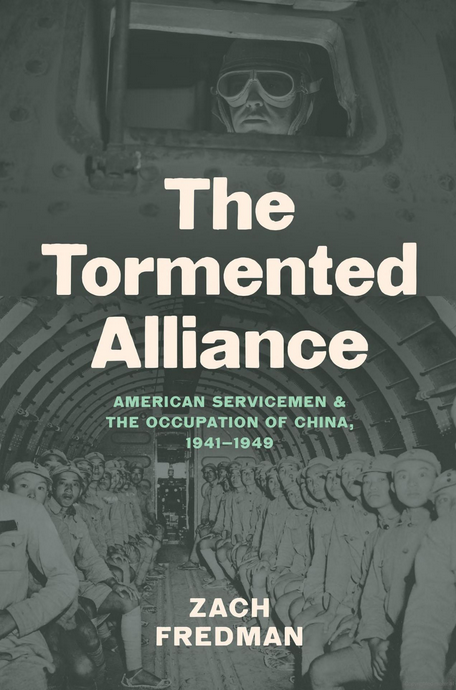 The
Tormented
Alliance
AMERICAN SERVICEMEN &
THE OCCUPATION OF CHINA,
1941–1949
ZACH
FREDMAN